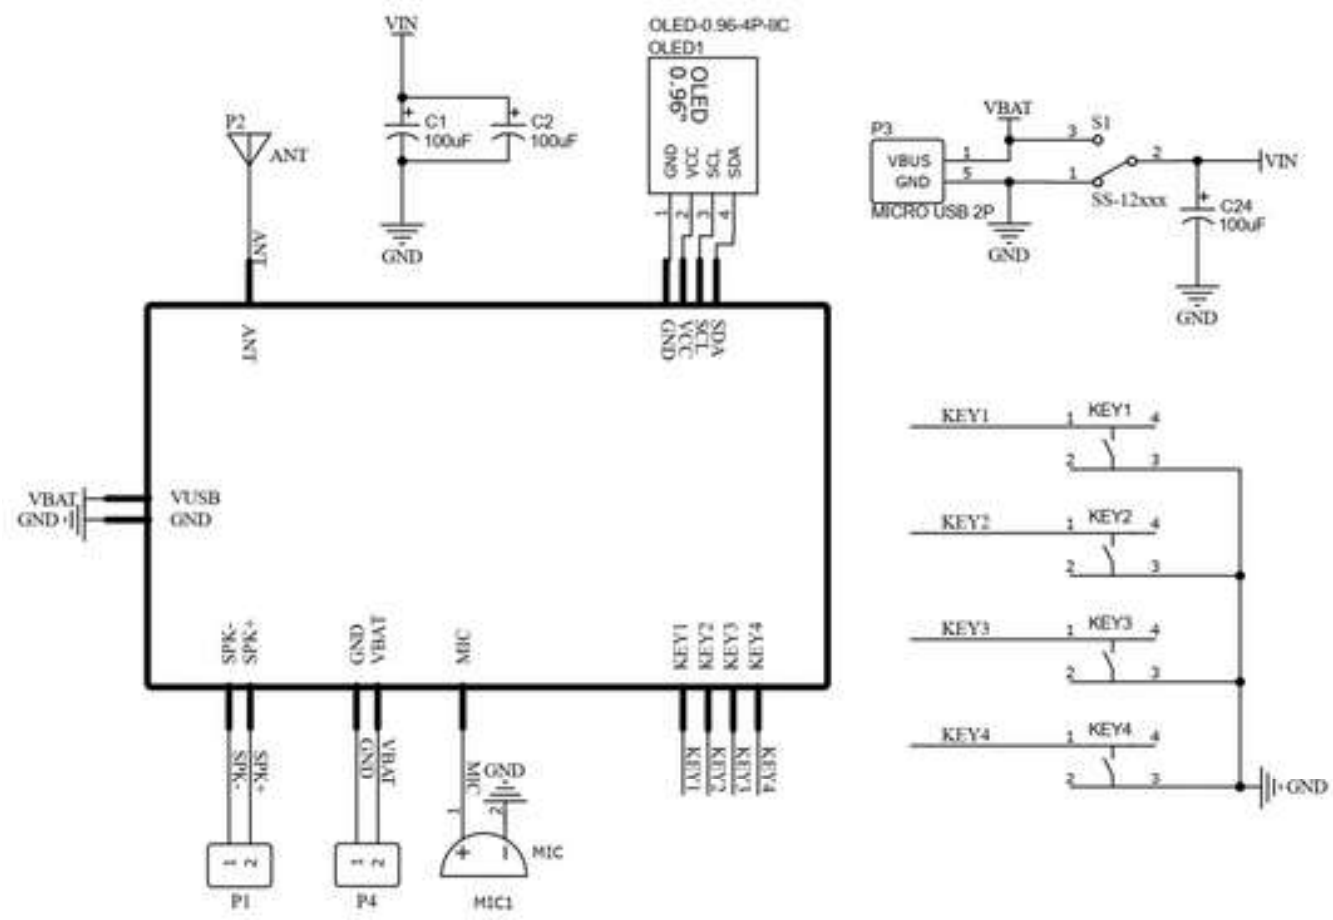 VIN
C1
100uF
C2
100uF
GND
P2
ANT
ANT
ANT
OLED-0.96-4P-IIC
OLED1
OLED
0.96"
GND
VCC
SCL
SDA
1
2
3
4
GND
VCC
SCL
SDA
P3
VBUS
GND
MICRO USB 2P
1
5
VBAT
GND
3
S1
1
2
SS-12xxx
VIN
C24
100uF
GND
VBAT
GND
VUSB
GND
SPK-
SPK+
GND
VBAT
MIC
KEY1
KEY2
KEY3
KEY4
SPK-
SPK+
GND
VBAT
MIC
GND
KEY1
KEY2
KEY3
KEY4
1
2
P1
1
2
P4
1
2
MIC
MIC1
KEY1
1
KEY1
4
2
3
KEY2
1
KEY2
4
2
3
KEY3
1
KEY3
4
2
3
KEY4
1
KEY4
4
2
3
GND